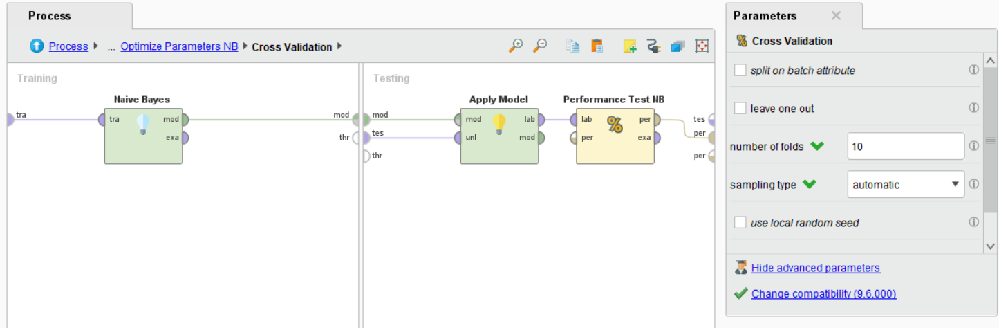 Process
Process ... Optimize Parameters NB Cross Validation
Training
Naive Bayes
tra
tra mod
exa
mod
thr
Testing
Apply Model
Performance Test NB
mod
tes
thr
mod lab
unl mod
lab per
per exa
tes
per
per
Parameters
Cross Validation
split on batch attribute
leave one out
number of folds 10
sampling type automatic
use local random seed
Hide advanced parameters
Change compatibility (9.6.000)